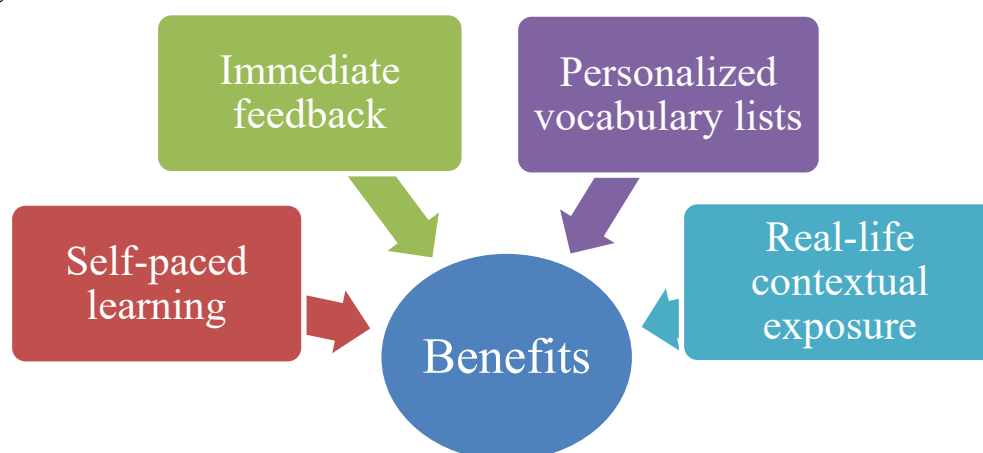 Immediate
feedback
Personalized
vocabulary lists
Self-paced
learning
Real-life
contextual
exposure
Benefits